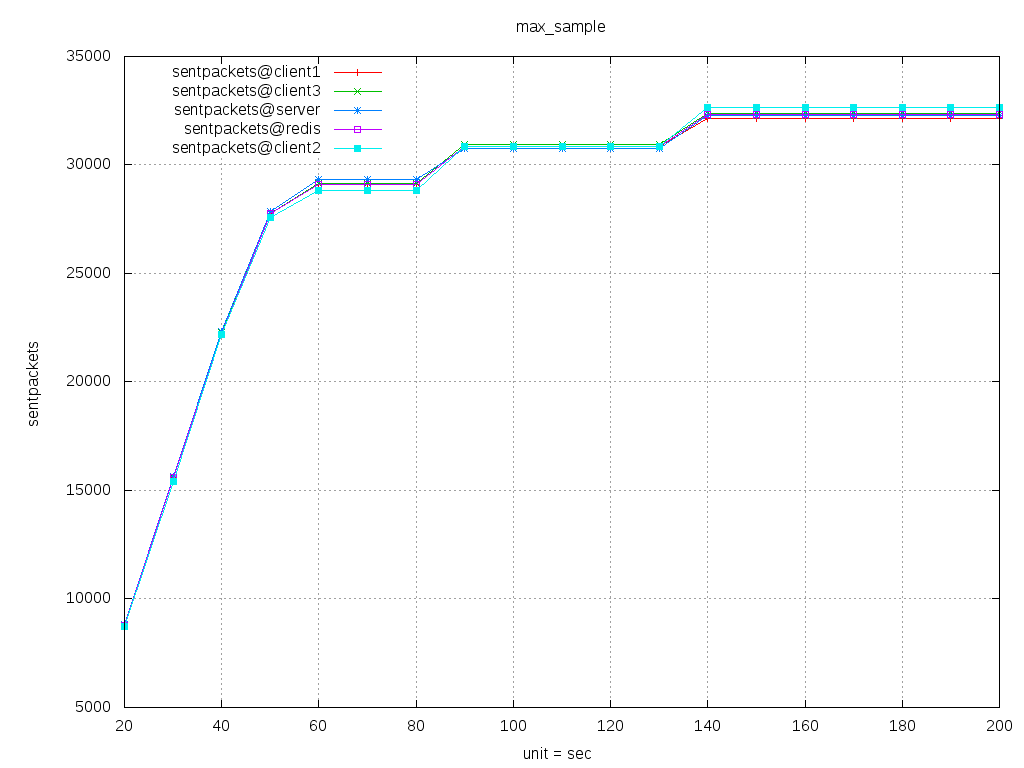 max_sample
35000
30000
25000
20000
15000
10000
5000
sentpackets
sentpackets@client1
sentpackets@client3
sentpackets@server
sentpackets@redis
sentpackets@client2
20 40 60 80 100 120 140 160 180 200
unit = sec